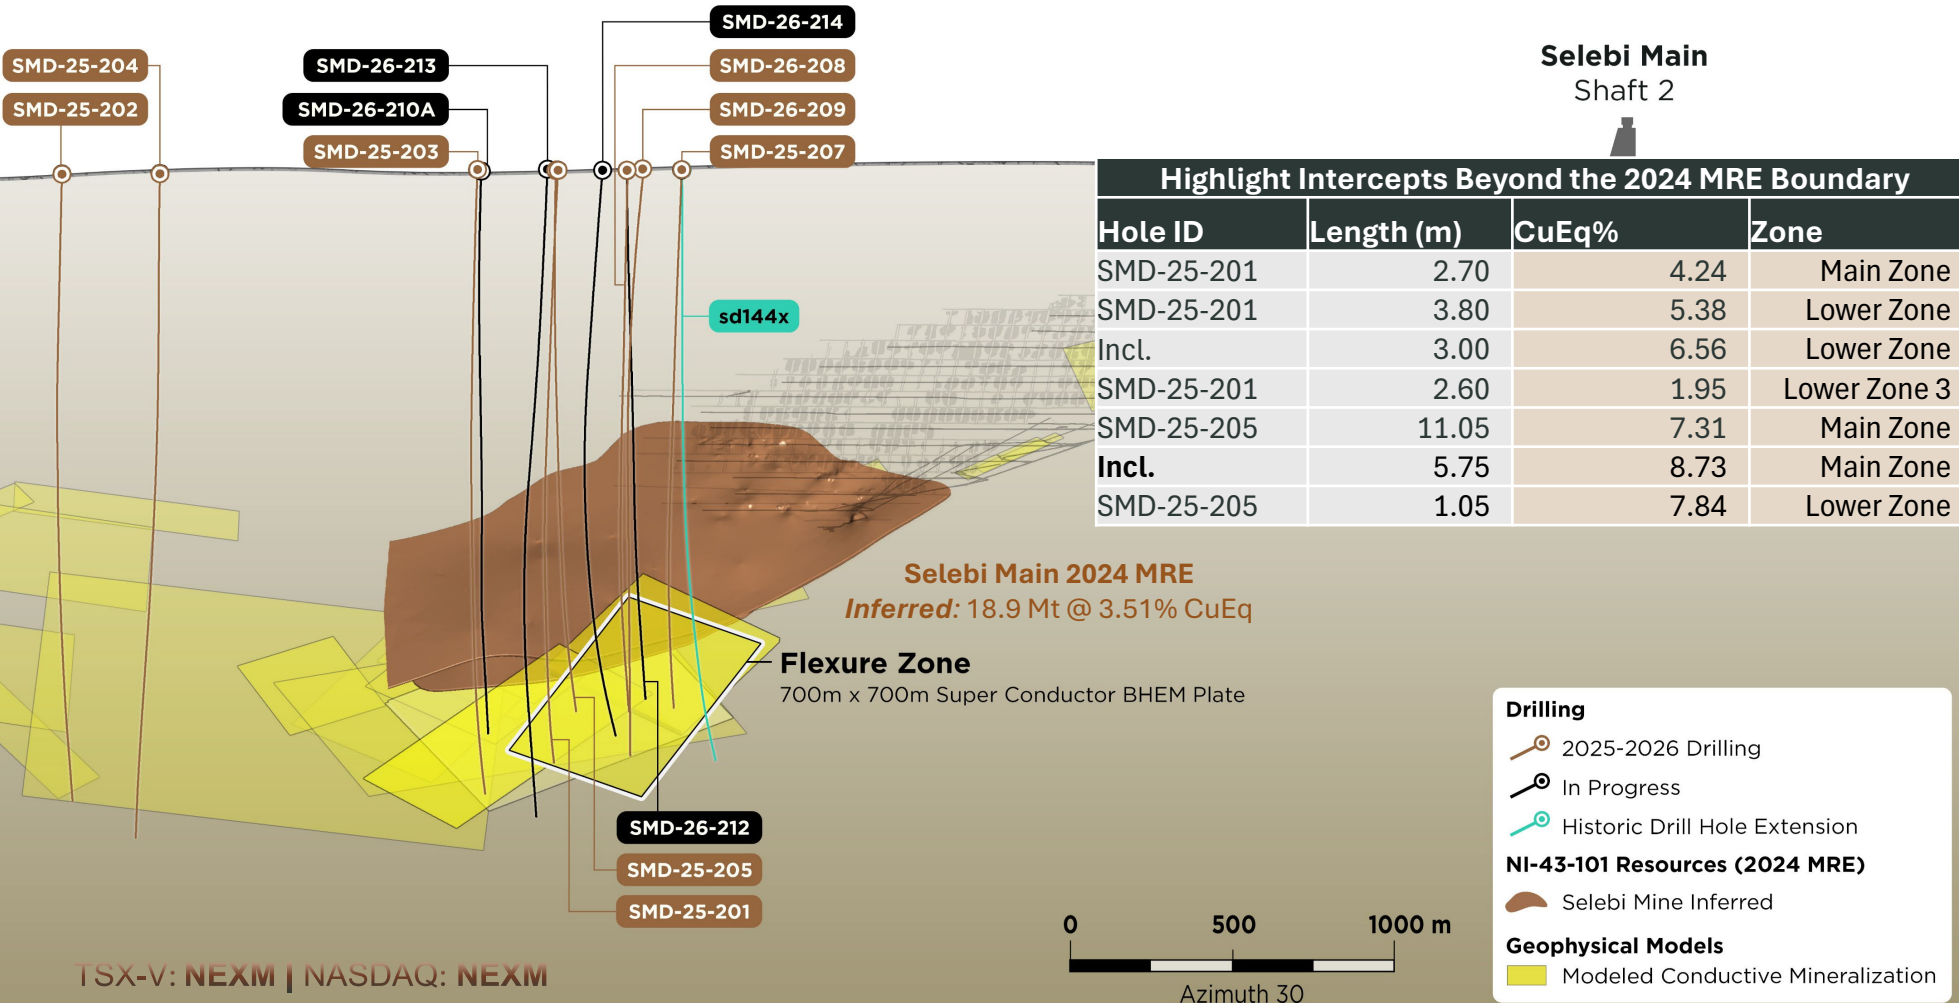 SMD-26-214
SMD-25-204
SMD-26-213
SMD-26-208
SMD-25-202
SMD-26-210A
SMD-26-209
SMD-25-203
SMD-25-207
Selebi Main
Shaft 2
Highlight Intercepts Beyond the 2024 MRE Boundary
Hole ID Length (m) CuEq% Zone
SMD-25-201 2.70 4.24 Main Zone
SMD-25-201 3.80 5.38 Lower Zone
Incl. 3.00 6.56 Lower Zone
SMD-25-201 2.60 1.95 Lower Zone 3
SMD-25-205 11.05 7.31 Main Zone
Incl. 5.75 8.73 Main Zone
SMD-25-205 1.05 7.84 Lower Zone
sd144x
Selebi Main 2024 MRE
Inferred: 18.9 Mt @ 3.51% CuEq
Flexure Zone
700m x 700m Super Conductor BHEM Plate
SMD-26-212
SMD-25-205
SMD-25-201
Drilling
2025-2026 Drilling
In Progress
Historic Drill Hole Extension
NI-43-101 Resources (2024 MRE)
Selebi Mine Inferred
Geophysical Models
Modeled Conductive Mineralization
0 500 1000 m
Azimuth 30
TSX-V: NEXM | NASDAQ: NEXM